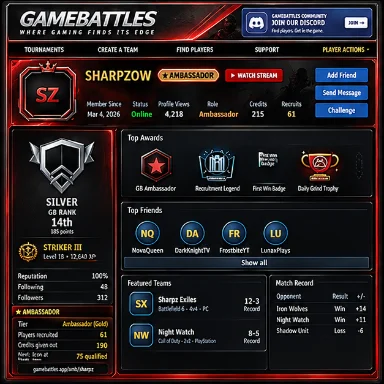 GAMEBATTLES
WHERE GAMING FINDS ITS EDGE
GAMEBATTLES COMMUNITY
JOIN OUR DISCORD
Find players. Get in the game.
JOIN
TOURNAMENTS
CREATE A TEAM
FIND PLAYERS
SUPPORT
PLAYER ACTIONS
SZ
SHARPZOW
★ AMBASSADOR
WATCH STREAM
Member Since
Mar 4, 2026
Status
Online
Profile Views
4,218
Role
Ambassador
Credits
215
Recruits
61
Add Friend
Send Message
Challenge
SILVER
GB RANK
14th
185 points
STRIKER III
Level 18 • 12,640 XP
Reputation 100%
Following 48
Followers 312
★ AMBASSADOR
Tier Ambassador (Gold)
Players recruited 61
Credits given out 190
Next: Icon at 75 qualified
gamebattles.app/amb/sharpz
Top Awards
GB Ambassador
Recruitment Legend
First Win Badge
Daily Grind Trophy
Top Friends
NQ
NovaQueen
DA
DarkKnightTV
FR
FrostbiteYT
LU
LunaxPlays
Show all
Featured Teams
SX
Sharpz Exiles
Battlefield 6 • 4v4 • PC
12-3
Record
NW
Night Watch
Call of Duty • 2v2 • PlayStation
8-5
Record
Match Record
Opponent Result +/-
Iron Wolves Win +14
Night Watch Win +11
Shadow Unit Loss -6